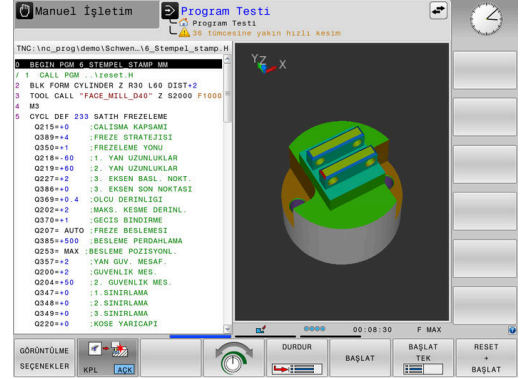 Manuel İşletim
Program Testi
Program Testi
36 tümcesine yakın hızlı kesim
TNC:\nc_prog\demo\Schwen…\6_Stempel_stamp.H
0 BEGIN PGM 6_STEMPEL_STAMP MM
/ 1 CALL PGM ..\reset.H
2 BLK FORM CYLINDER Z R30 L60 DIST+2
3 TOOL CALL "FACE_MILL_D40" Z S2000 F1000
4 M3
5 CYCL DEF 233 SATIH FREZELEME
Q215=+0 ;CALISMA KAPSAMI
Q389=+4 ;FREZE STRATEJISI
Q350=+1 ;FREZELEME YONU
Q218=-60 ;1. YAN UZUNLUKLAR
Q219=+60 ;2. YAN UZUNLUKLAR
Q227=+2 ;3. EKSEN BASL. NOKT.
Q386=+0 ;3. EKSEN SON NOKTASI
Q369=+0.4 ;OLCU DERINLIGI
Q202=+2 ;MAKS. KESME DERINL.
Q370=+1 ;GECIS BINDIRME
Q207= AUTO ;FREZE BESLEMESI
Q385=+500 ;BESLEME PERDAHLAMA
Q253= MAX ;BESLEME POZISYONL.
Q357=+2 ;YAN GUV. MESAF.
Q200=+2 ;GUVENLIK MES.
Q204=+50 ;2. GUVENLIK MES.
Q347=+0 ;1.SINIRLAMA
Q348=+0 ;2.SINIRLAMA
Q349=+0 ;3.SINIRLAMA
Q220=+0 ;KOSE YARICAPI
Y Z X
00:08:30 F MAX
GÖRÜNTÜLME SEÇENEKLER
KPL AÇK
DURDUR
BAŞLAT
BAŞLAT TEK
RESET + BAŞLAT